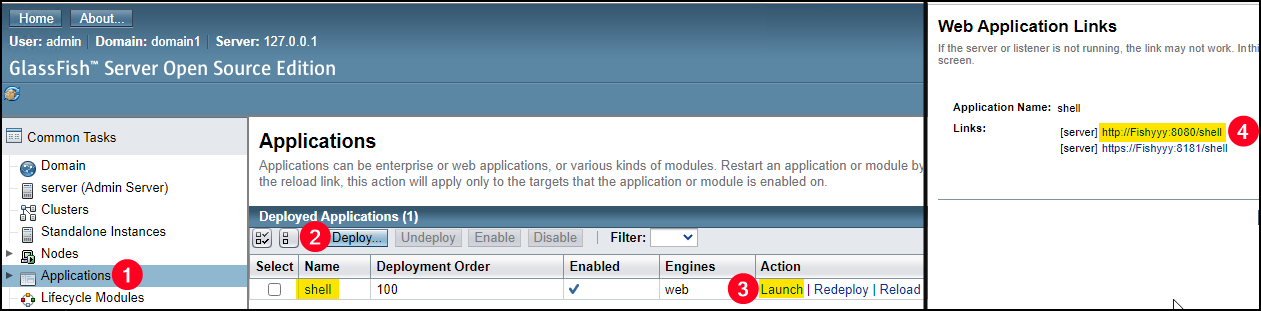 Home About...
User: admin Domain: domain1 Server: 127.0.0.1
GlassFish™ Server Open Source Edition
Common Tasks
Domain
server (Admin Server)
Clusters
Standalone Instances
Nodes
Applications 1
Lifecycle Modules
Applications
Applications can be enterprise or web applications, or various kinds of modules. Restart an application or module by
the reload link, this action will apply only to the targets that the application or module is enabled on.
Deployed Applications (1)
2 Deploy... Undeploy Enable Disable Filter:
Select Name Deployment Order Enabled Engines Action
shell 100 web 3 Launch | Redeploy | Reload
Web Application Links
If the server or listener is not running, the link may not work. In thi
screen.
Application Name: shell
Links: [server] http://Fishyyy:8080/shell 4
[server] https://Fishyyy:8181/shell